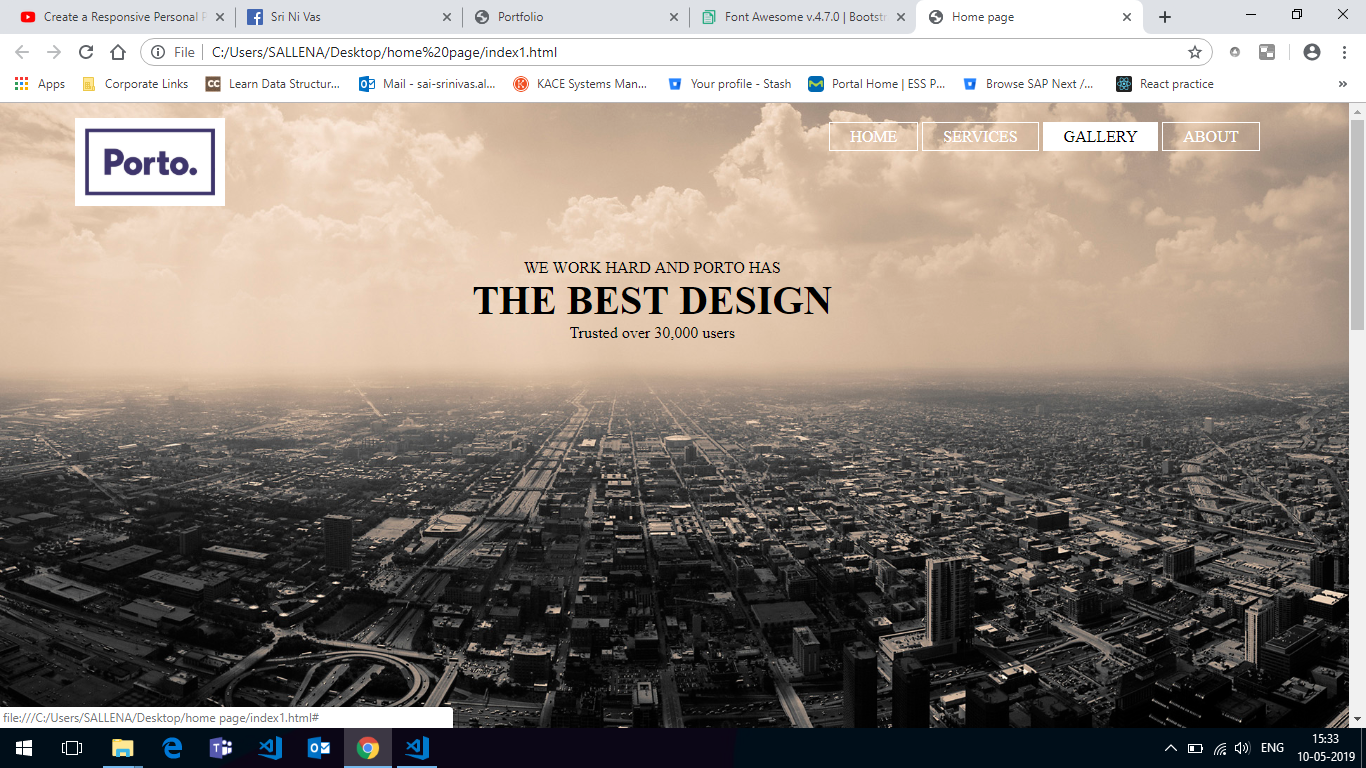 Create a Responsive Personal P
Sri Ni Vas
Portfolio
Font Awesome v.4.7.0 | Bootstr
Home page
File
C:/Users/SALLENA/Desktop/home%20page/index1.html
Apps
Corporate Links
CC
Learn Data Structur...
Mail - sai-srinivas.al...
KACE Systems Man...
Your profile - Stash
Portal Home | ESS P...
Browse SAP Next /...
React practice
»
Porto.
HOME
SERVICES
GALLERY
ABOUT
WE WORK HARD AND PORTO HAS
THE BEST DESIGN
Trusted over 30,000 users
file:///C:/Users/SALLENA/Desktop/home page/index1.html#
ENG
15:33
10-05-2019